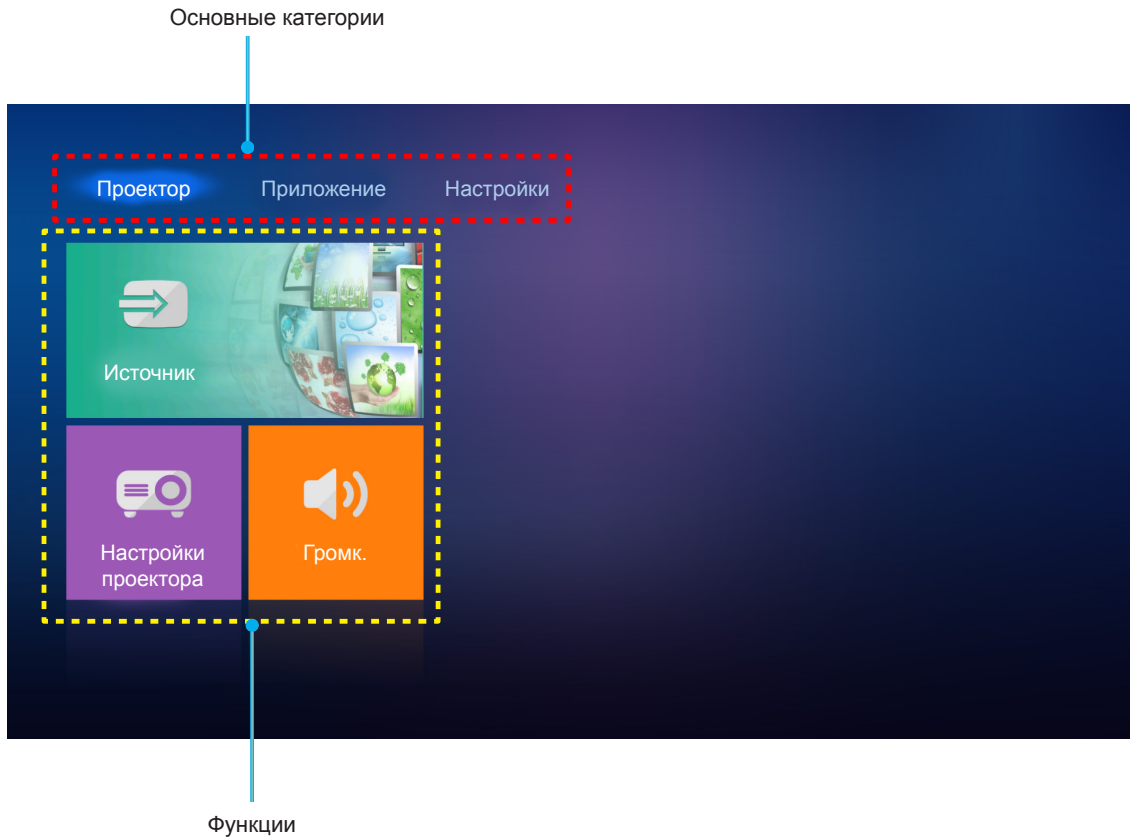 Основные категории
Проектор Приложение Настройки
Источник
Настройки
проектора
Громк.
Функции